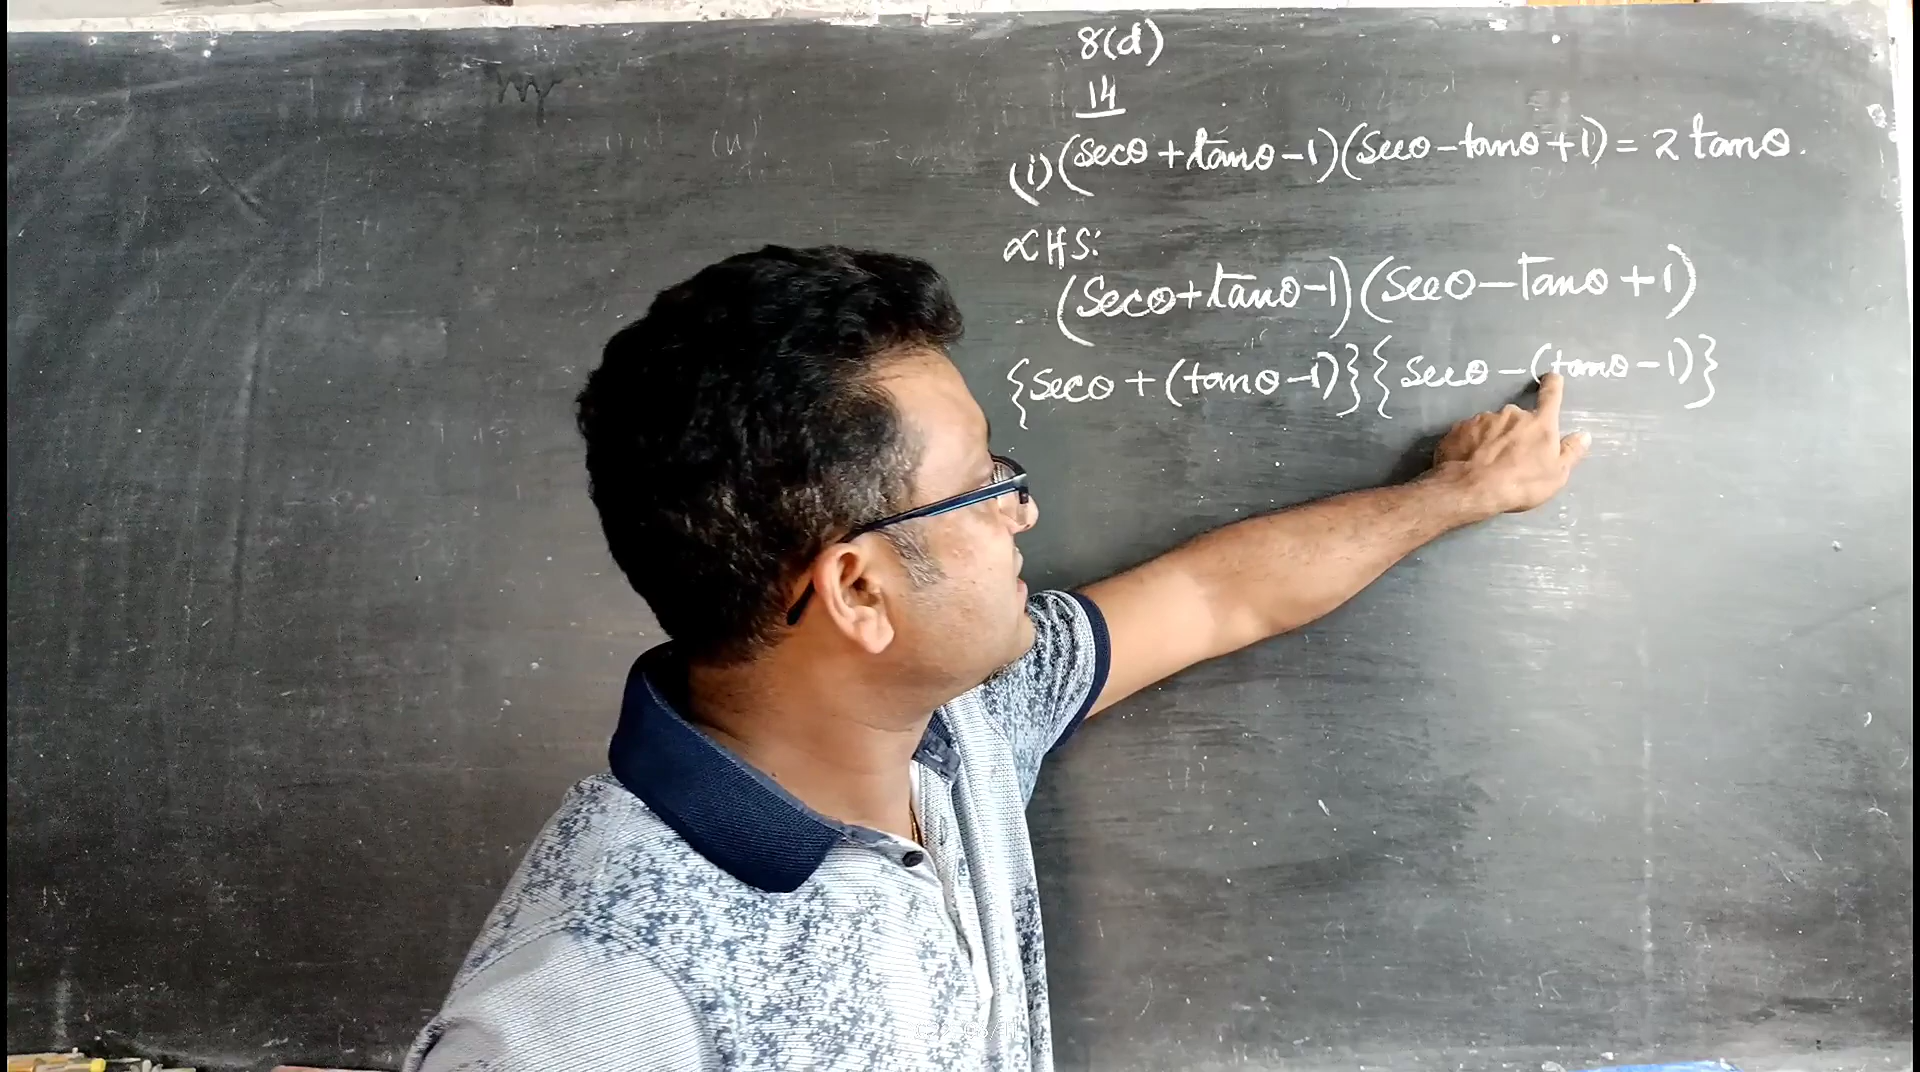 8(d)
14
(i) (secθ + tanθ - 1)(secθ - tanθ + 1) = 2 tanθ.
LHS:
(secθ + tanθ - 1)(secθ - tanθ + 1)
{secθ + (tanθ - 1)}{secθ - (tanθ - 1)}